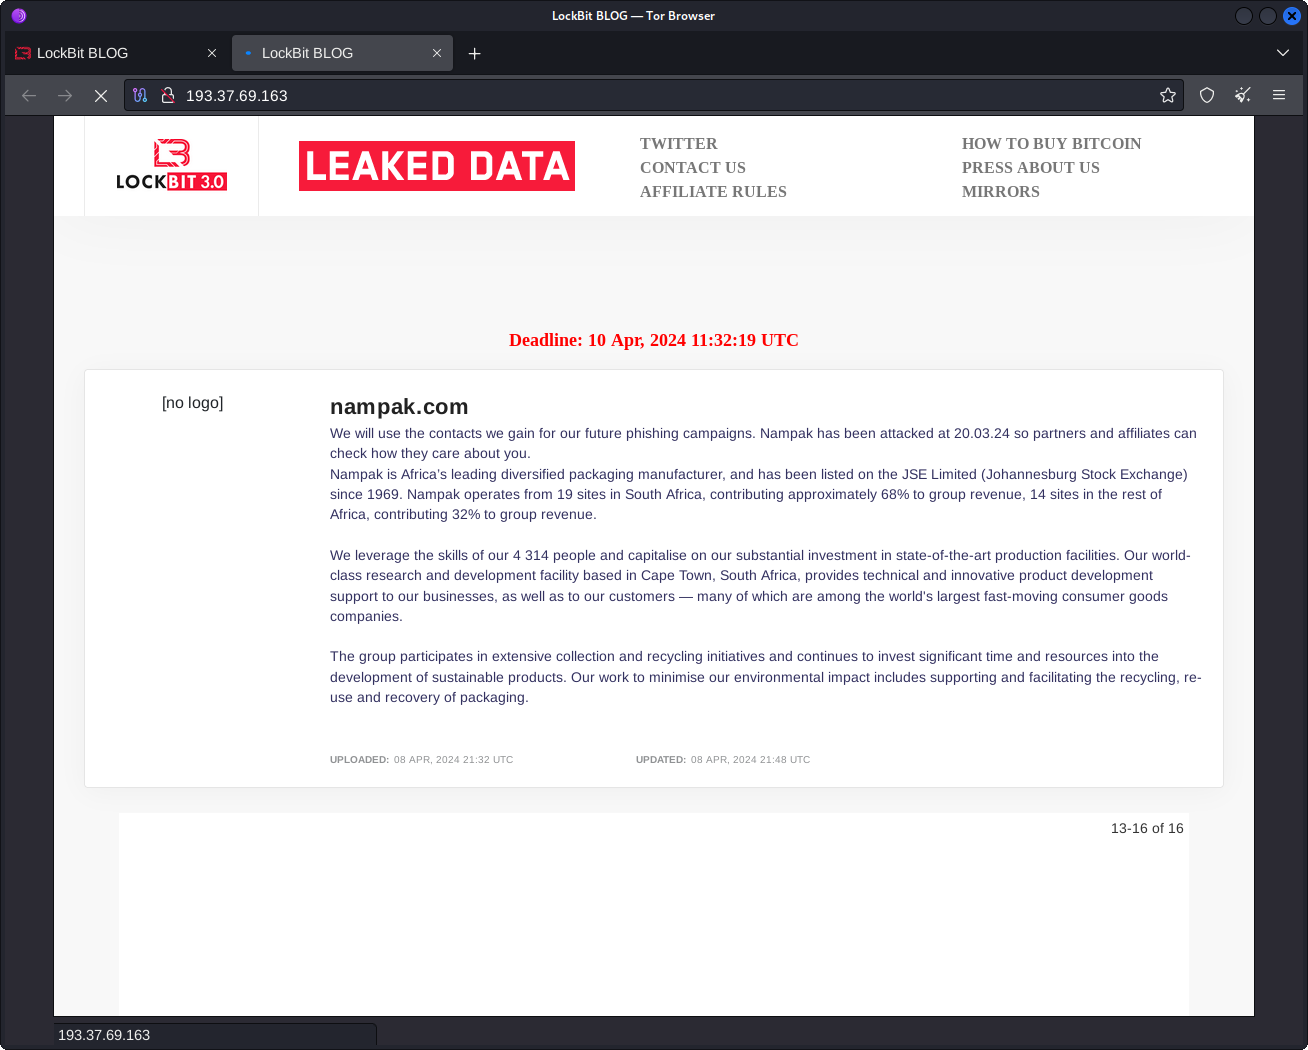 LockBit BLOG — Tor Browser
LockBit BLOG
LockBit BLOG
193.37.69.163
LOCKBIT 3.0
LEAKED DATA
TWITTER
CONTACT US
AFFILIATE RULES
HOW TO BUY BITCOIN
PRESS ABOUT US
MIRRORS
Deadline: 10 Apr, 2024 11:32:19 UTC
[no logo]
nampak.com
We will use the contacts we gain for our future phishing campaigns. Nampak has been attacked at 20.03.24 so partners and affiliates can
check how they care about you.
Nampak is Africa's leading diversified packaging manufacturer, and has been listed on the JSE Limited (Johannesburg Stock Exchange)
since 1969. Nampak operates from 19 sites in South Africa, contributing approximately 68% to group revenue, 14 sites in the rest of
Africa, contributing 32% to group revenue.
We leverage the skills of our 4 314 people and capitalise on our substantial investment in state-of-the-art production facilities. Our world-
class research and development facility based in Cape Town, South Africa, provides technical and innovative product development
support to our businesses, as well as to our customers — many of which are among the world's largest fast-moving consumer goods
companies.
The group participates in extensive collection and recycling initiatives and continues to invest significant time and resources into the
development of sustainable products. Our work to minimise our environmental impact includes supporting and facilitating the recycling, re-
use and recovery of packaging.
UPLOADED: 08 APR, 2024 21:32 UTC
UPDATED: 08 APR, 2024 21:48 UTC
13-16 of 16
193.37.69.163